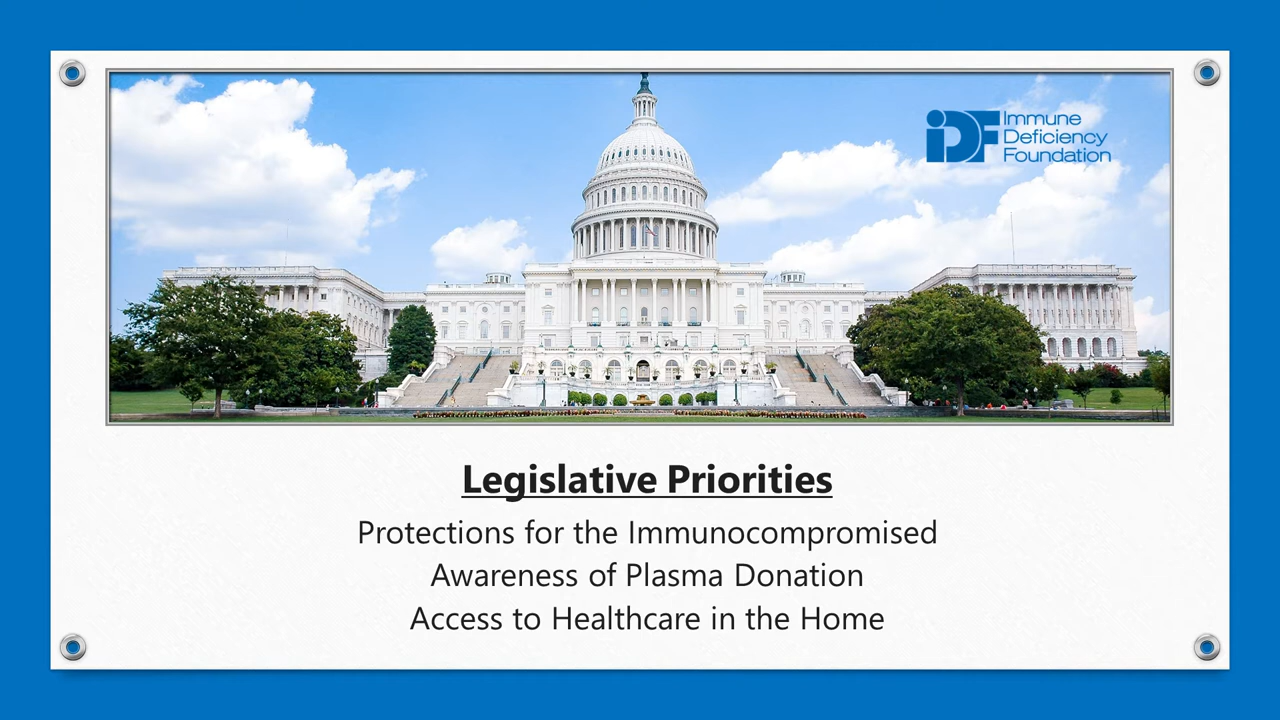 iDF Immune
Deficiency
Foundation
Legislative Priorities
Protections for the Immunocompromised
Awareness of Plasma Donation
Access to Healthcare in the Home